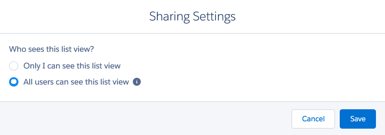 Sharing Settings
Who sees this list view?
Only I can see this list view
All users can see this list view
Cancel
Save